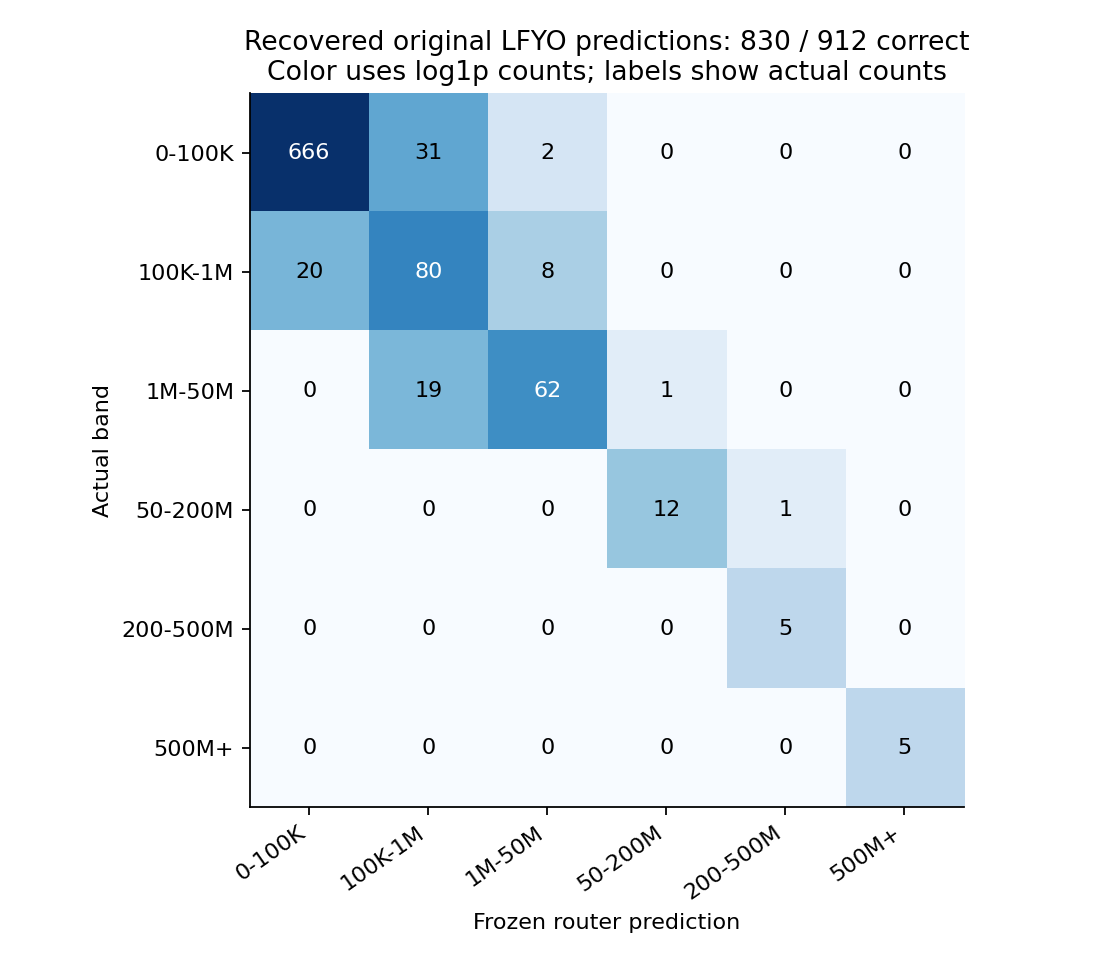 Recovered original LFYO predictions: 830 / 912 correct
Color uses log1p counts; labels show actual counts
Actual band
0-100K 666 31 2 0 0 0
100K-1M 20 80 8 0 0 0
1M-50M 0 19 62 1 0 0
50-200M 0 0 0 12 1 0
200-500M 0 0 0 0 5 0
500M+ 0 0 0 0 0 5
0-100K 100K-1M 1M-50M 50-200M 200-500M 500M+
Frozen router prediction